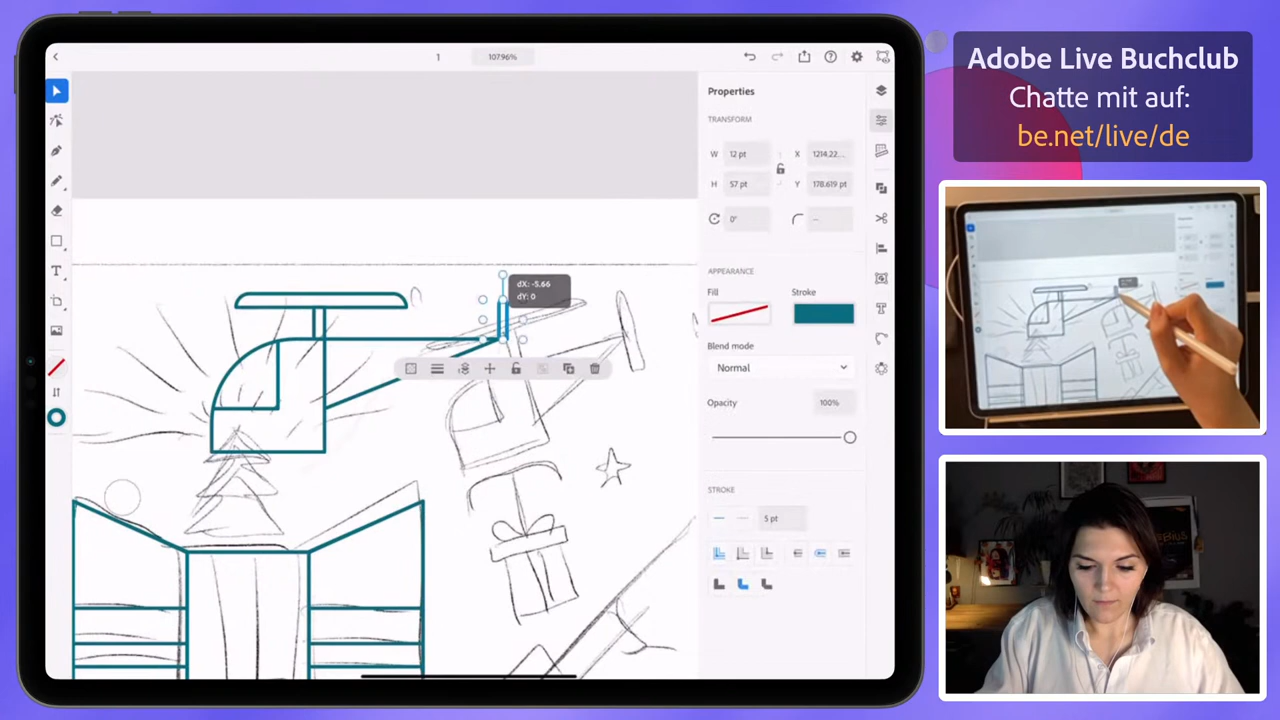 1
107.96%
Properties
TRANSFORM
W 12 pt X 1214.22...
H 57 pt Y 178.619 pt
0°
dX: -5.66
dY: 0
APPEARANCE
Fill Stroke
Blend mode
Normal
Opacity 100%
STROKE
5 pt
Adobe Live Buchclub
Chatte mit auf:
be.net/live/de